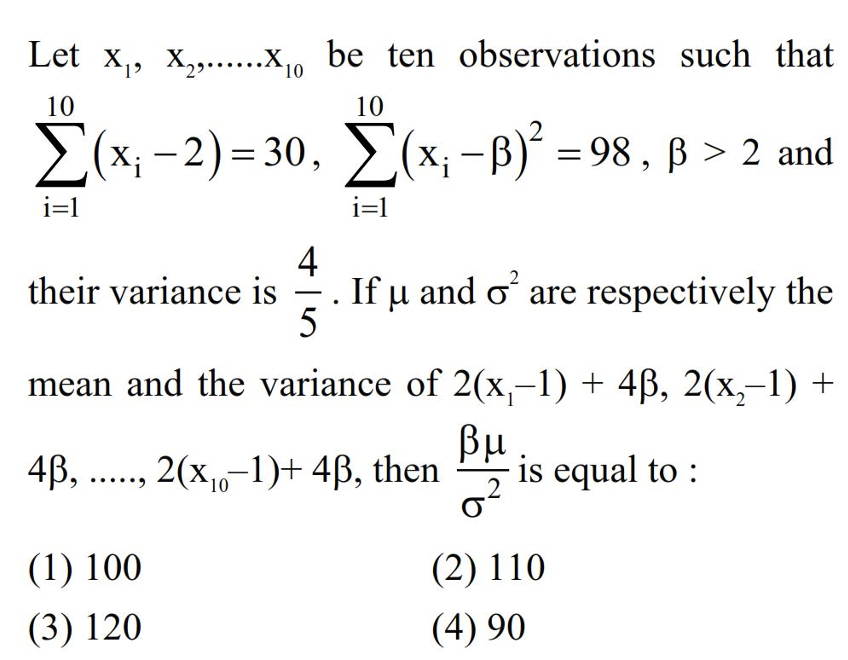 Let x₁, x₂,......x₁₀ be ten observations such that
∑_{i=1}^{10}(xᵢ − 2) = 30, ∑_{i=1}^{10}(xᵢ − β)² = 98, β > 2 and
their variance is 4/5. If μ and σ² are respectively the
mean and the variance of 2(x₁–1) + 4β, 2(x₂–1) +
4β, ....., 2(x₁₀–1)+ 4β, then βμ/σ² is equal to :
(1) 100 (2) 110
(3) 120 (4) 90